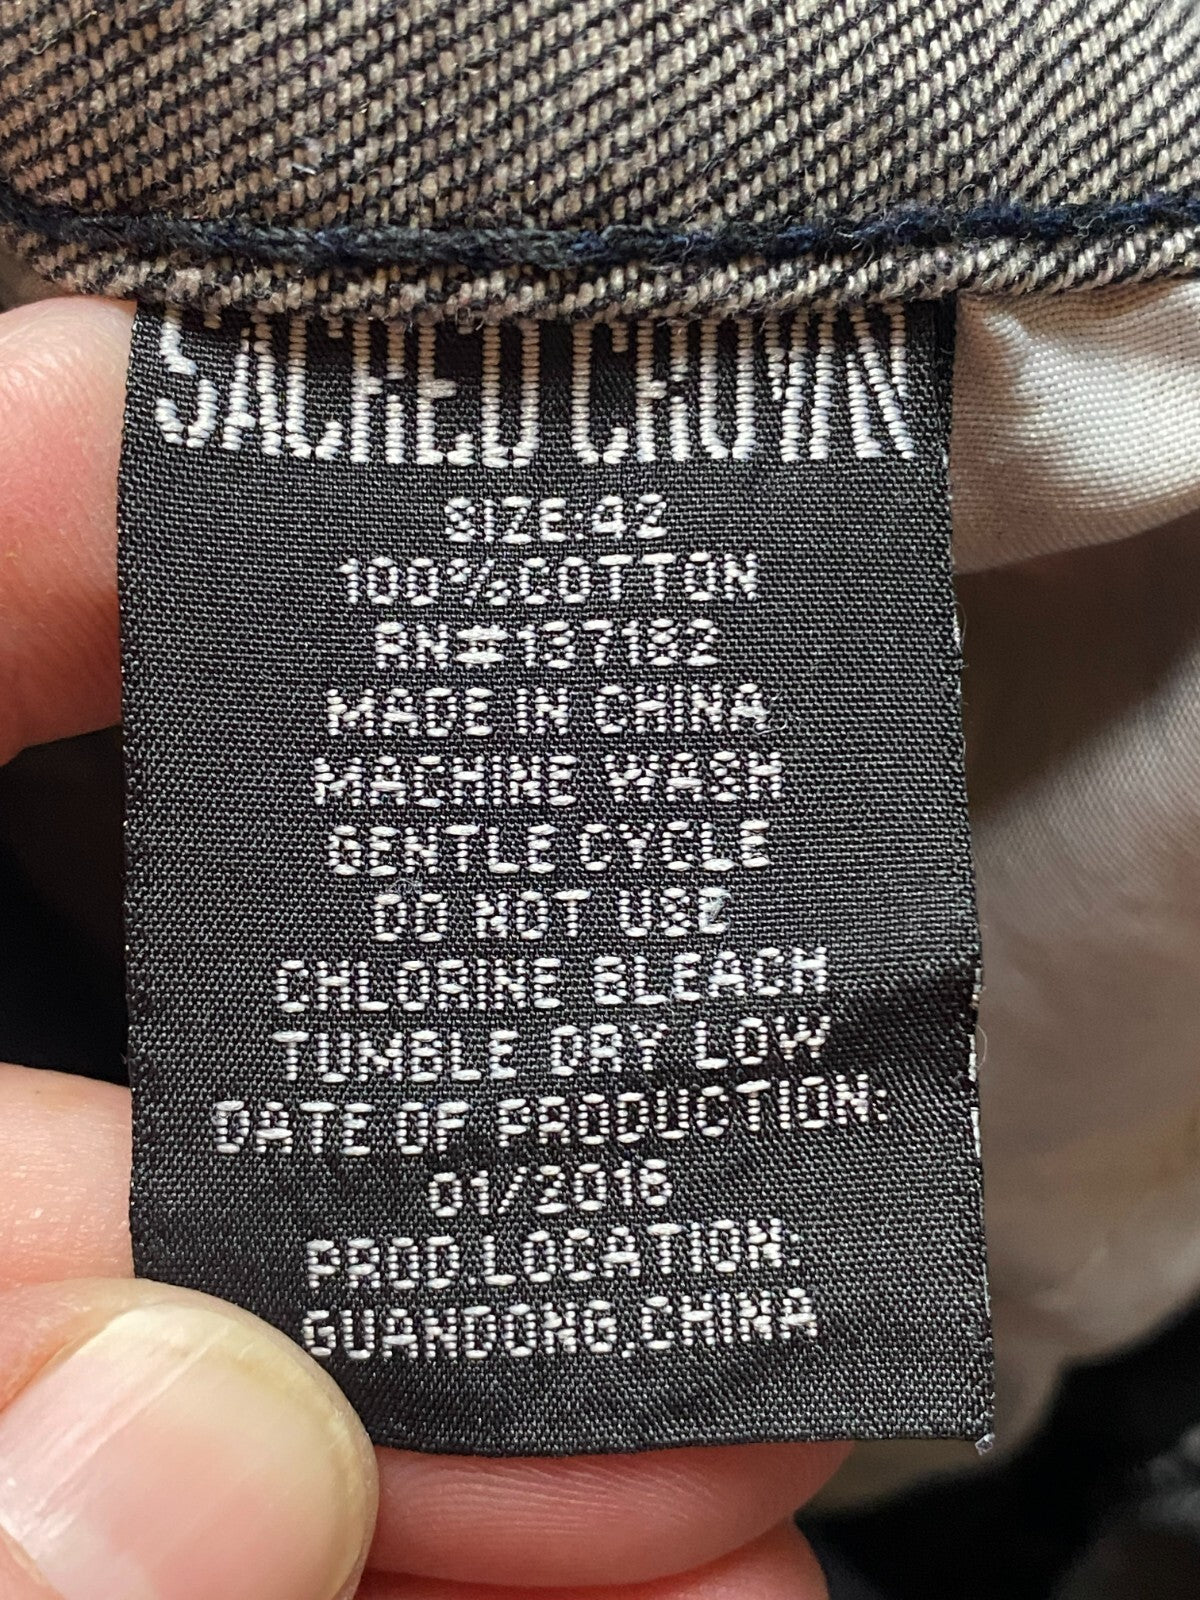 SACRED CROWN
SIZE:42
100%COTTON
RN#137182
MADE IN CHINA
MACHINE WASH
GENTLE CYCLE
DO NOT USE
CHLORINE BLEACH
TUMBLE DRY LOW
DATE OF PRODUCTION:
01/2016
PROD.LOCATION:
GUANDONG,CHINA